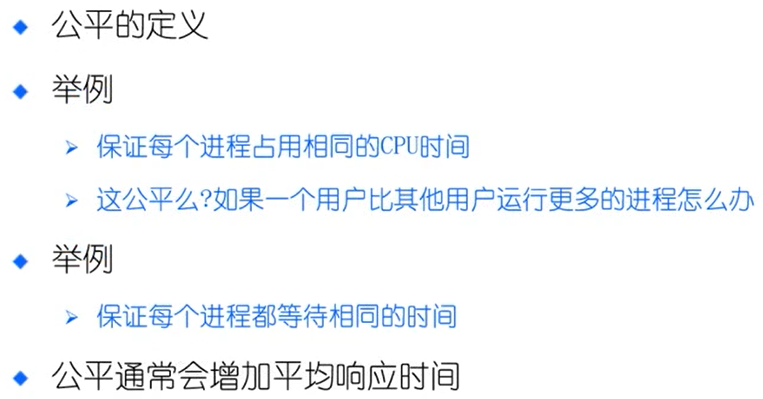 公平的定义
举例
保证每个进程占用相同的CPU时间
这公平么?如果一个用户比其他用户运行更多的进程怎么办
举例
保证每个进程都等待相同的时间
公平通常会增加平均响应时间